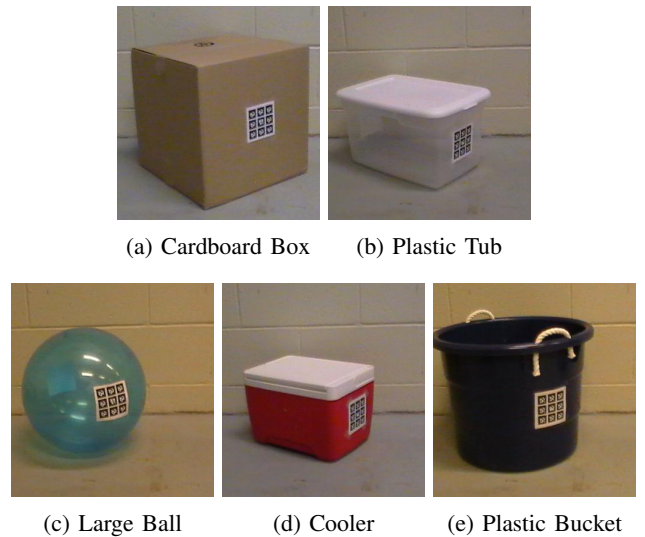 (a) Cardboard Box
(b) Plastic Tub
(c) Large Ball
(d) Cooler
(e) Plastic Bucket